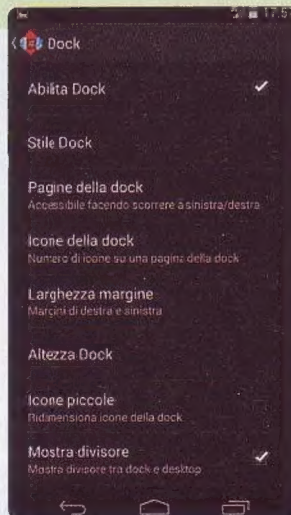 17:5
Dock
Abilita Dock
Stile Dock
Pagine della dock
Accessibile facendo scorrere a sinistra/destra
Icone della dock
Numero di icone su una pagina della dock
Larghezza margine
Margini di destra e sinistra
Altezza Dock
Icone piccole
Ridimensiona icone della dock
Mostra divisore
Mostra divisore tra dock e desktop